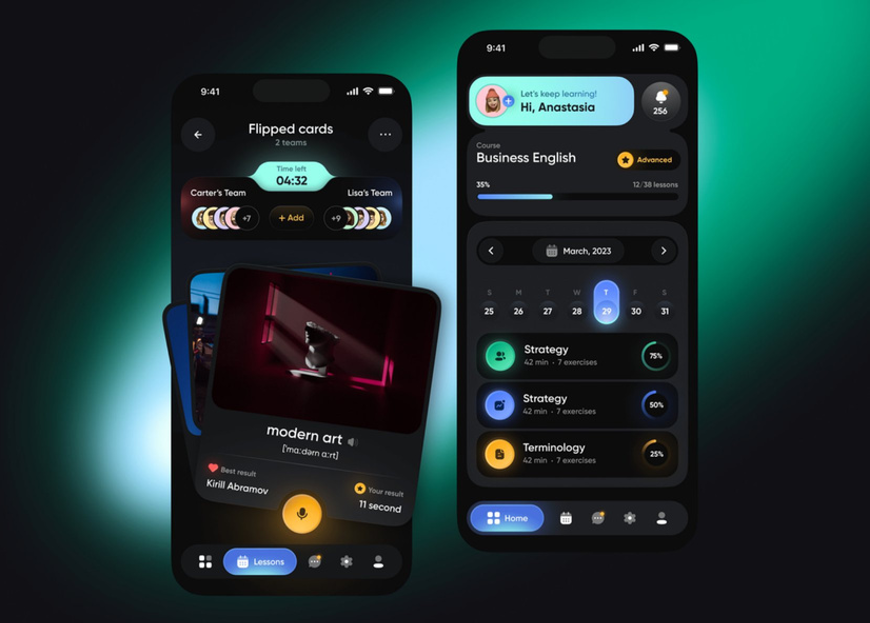 9:41
Flipped cards
2 teams
Time left
04:32
Carter's Team
Lisa's Team
+7
+ Add
+9
modern art
['mɑ:dərn ɑ:rt]
Best result
Kirill Abramov
Your result
11 second
Lessons
9:41
Let's keep learning!
Hi, Anastasia
256
Course
Business English
Advanced
35%
12/38 lessons
March, 2023
S M T W T F S
25 26 27 28 29 30 31
Strategy
42 min • 7 exercises
75%
Strategy
42 min • 7 exercises
50%
Terminology
42 min • 7 exercises
25%
Home